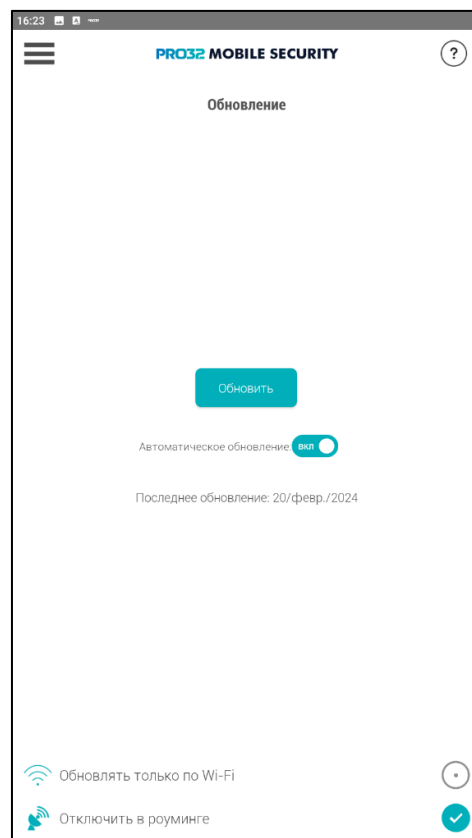 16:23
PRO32 MOBILE SECURITY
?
Обновление
Обновить
Автоматическое обновление: вкл
Последнее обновление: 20/февр./2024
Обновлять только по Wi-Fi
Отключить в роуминге